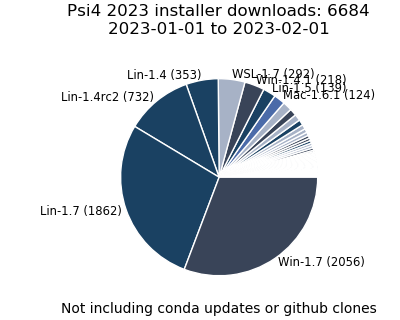 Psi4 2023 installer downloads: 6684
2023-01-01 to 2023-02-01
Lin-1.4 (353)
WSL-1.7 (292)
Win-1.4.1 (218)
Lin-1.5 (139)
Mac-1.6.1 (124)
Lin-1.4rc2 (732)
Lin-1.7 (1862)
Win-1.7 (2056)
Not including conda updates or github clones